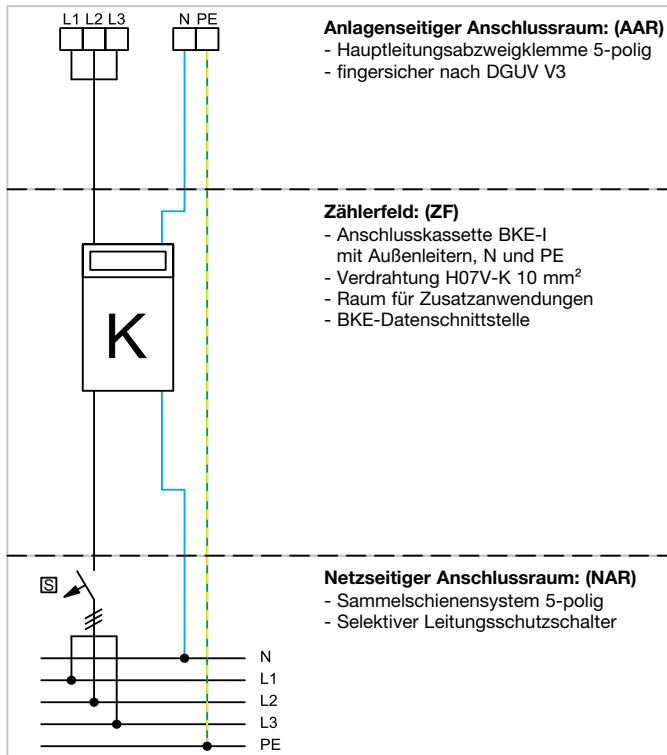 L1 L2 L3 N PE
Anlagenseitiger Anschlussraum: (AAR)
- Hauptleitungsabzweigklemme 5-polig
- fingersicher nach DGUV V3
Zählerfeld: (ZF)
- Anschlusskassette BKE-I
mit Außenleitern, N und PE
- Verdrahtung H07V-K 10 mm²
- Raum für Zusatzanwendungen
- BKE-Datenschnittstelle
K
Netzseitiger Anschlussraum: (NAR)
- Sammelschienensystem 5-polig
- Selektiver Leitungsschutzschalter
S
N
L1
L2
L3
PE